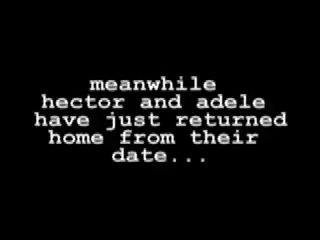 meanwhile
hector and adele
have just returned
home from their
date...